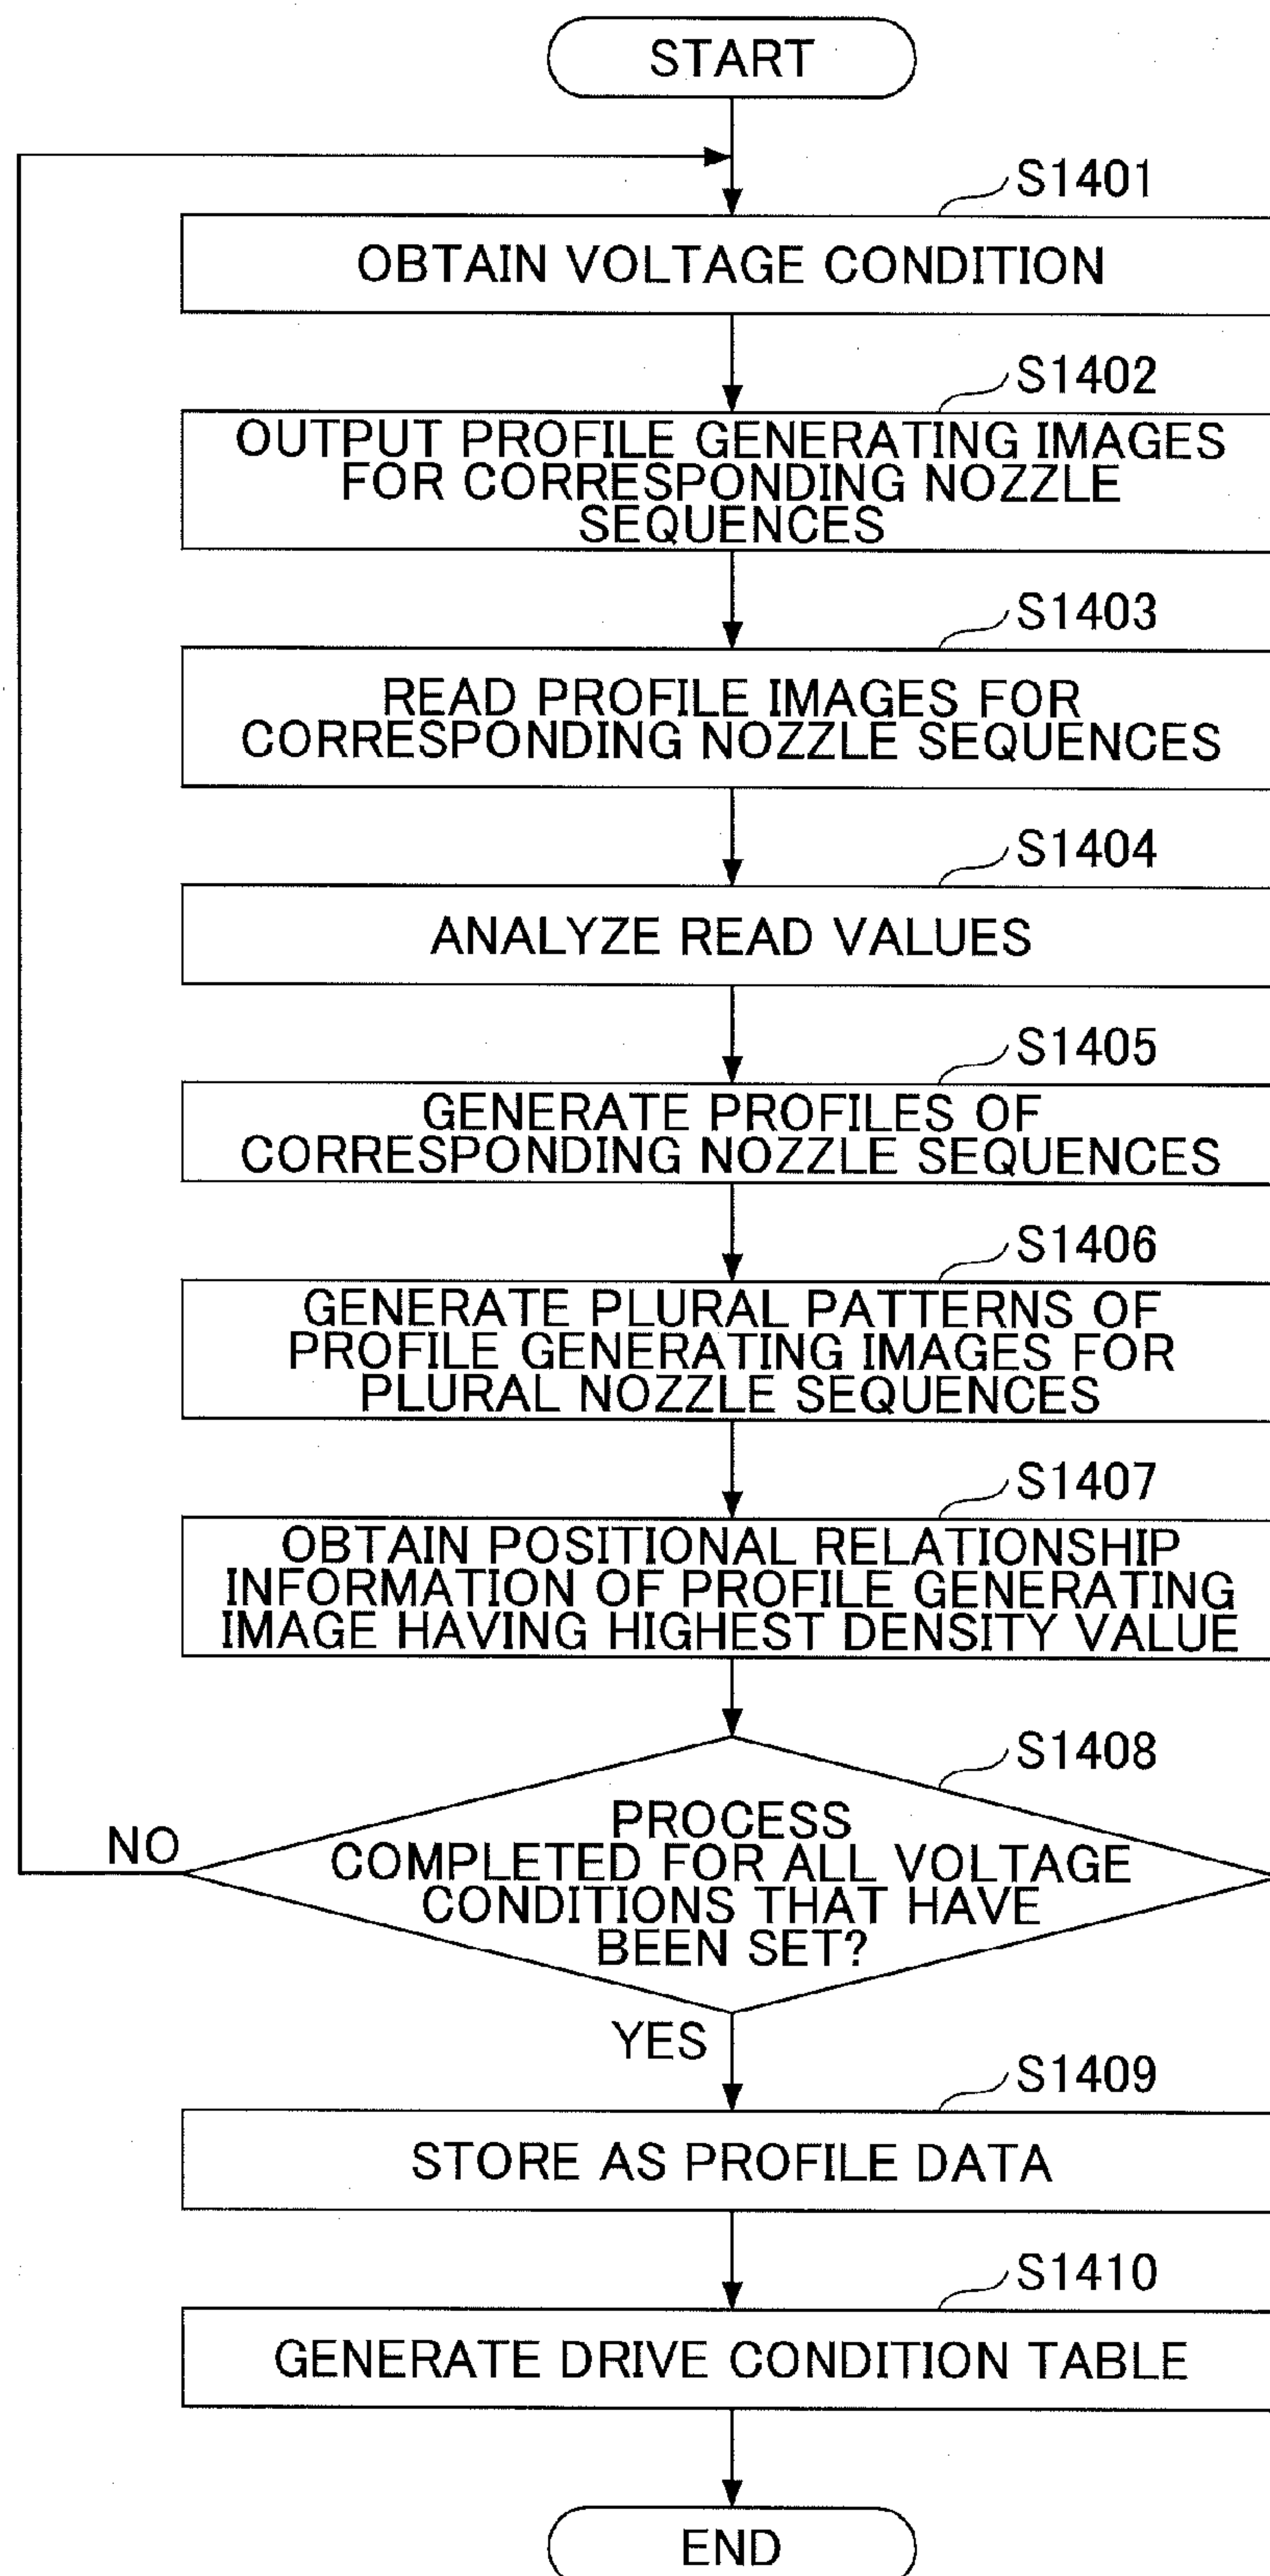 START
S1401
OBTAIN VOLTAGE CONDITION
S1402
OUTPUT PROFILE GENERATING IMAGES
FOR CORRESPONDING NOZZLE
SEQUENCES
S1403
READ PROFILE IMAGES FOR
CORRESPONDING NOZZLE SEQUENCES
S1404
ANALYZE READ VALUES
S1405
GENERATE PROFILES OF
CORRESPONDING NOZZLE SEQUENCES
S1406
GENERATE PLURAL PATTERNS OF
PROFILE GENERATING IMAGES FOR
PLURAL NOZZLE SEQUENCES
S1407
OBTAIN POSITIONAL RELATIONSHIP
INFORMATION OF PROFILE GENERATING
IMAGE HAVING HIGHEST DENSITY VALUE
S1408
PROCESS
COMPLETED FOR ALL VOLTAGE
CONDITIONS THAT HAVE
BEEN SET?
NO
YES
S1409
STORE AS PROFILE DATA
S1410
GENERATE DRIVE CONDITION TABLE
END